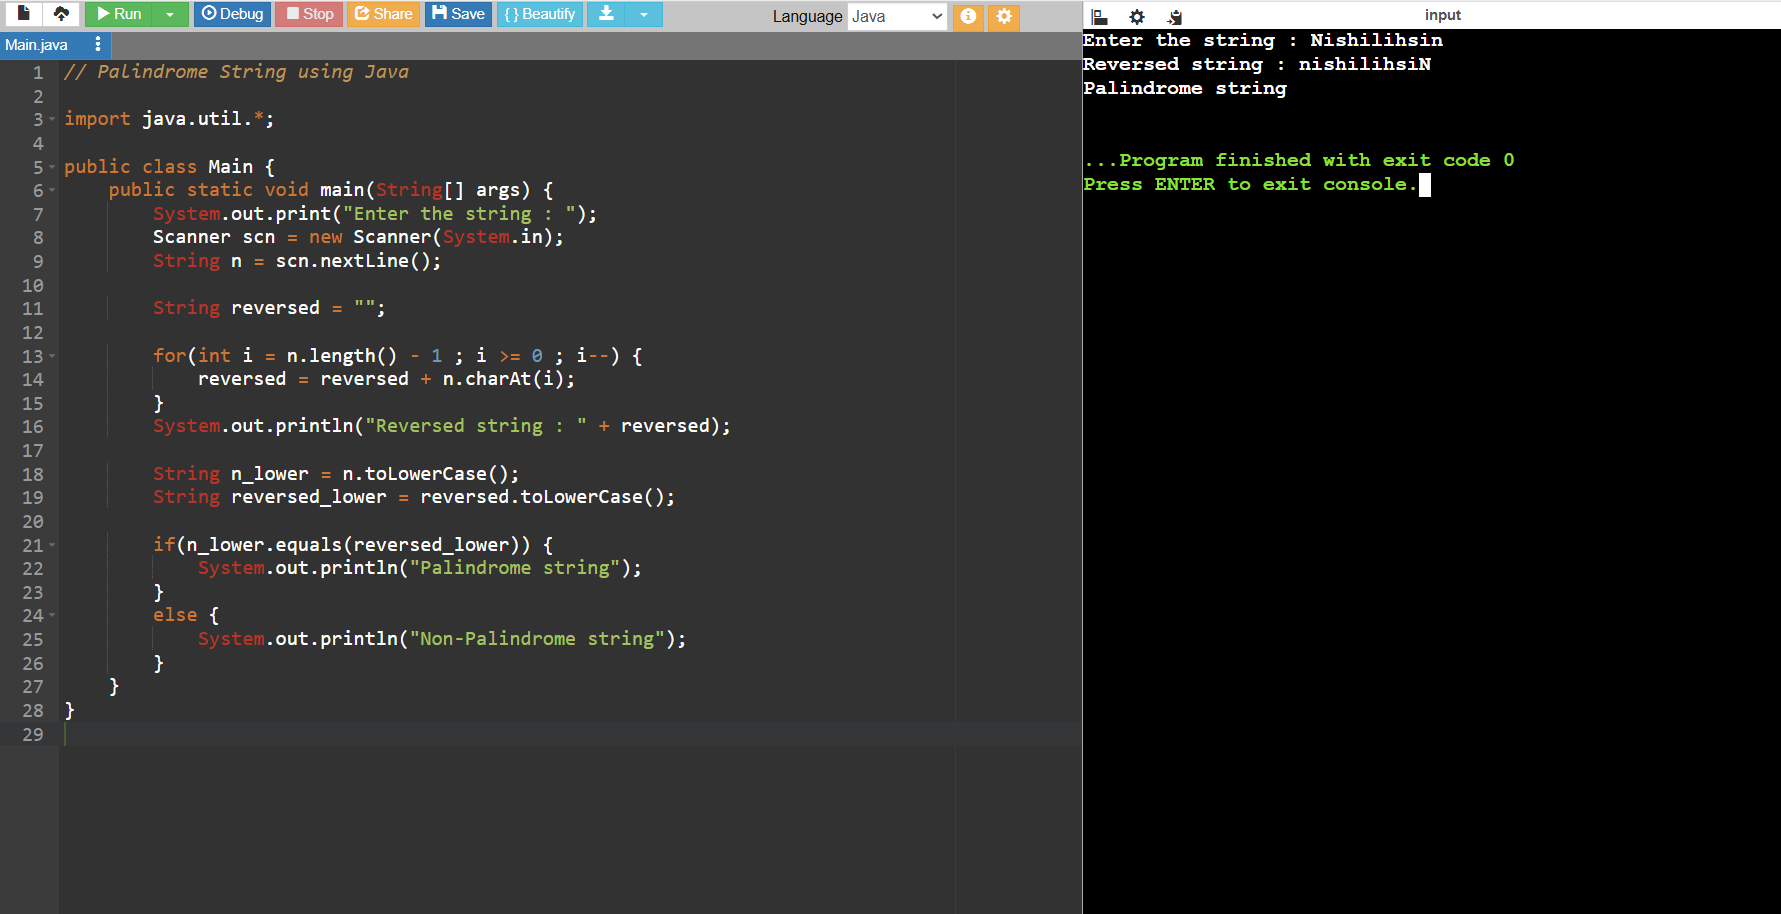 Run Debug Stop Share Save { } Beautify Language Java
Main.java
1 // Palindrome String using Java
2
3 import java.util.*;
4
5 public class Main {
6 public static void main(String[] args) {
7 System.out.print("Enter the string : ");
8 Scanner scn = new Scanner(System.in);
9 String n = scn.nextLine();
10
11 String reversed = "";
12
13 for(int i = n.length() - 1 ; i >= 0 ; i--) {
14 reversed = reversed + n.charAt(i);
15 }
16 System.out.println("Reversed string : " + reversed);
17
18 String n_lower = n.toLowerCase();
19 String reversed_lower = reversed.toLowerCase();
20
21 if(n_lower.equals(reversed_lower)) {
22 System.out.println("Palindrome string");
23 }
24 else {
25 System.out.println("Non-Palindrome string");
26 }
27 }
28 }
29
input
Enter the string : Nishilihsin
Reversed string : nishilihsiN
Palindrome string
...Program finished with exit code 0
Press ENTER to exit console.